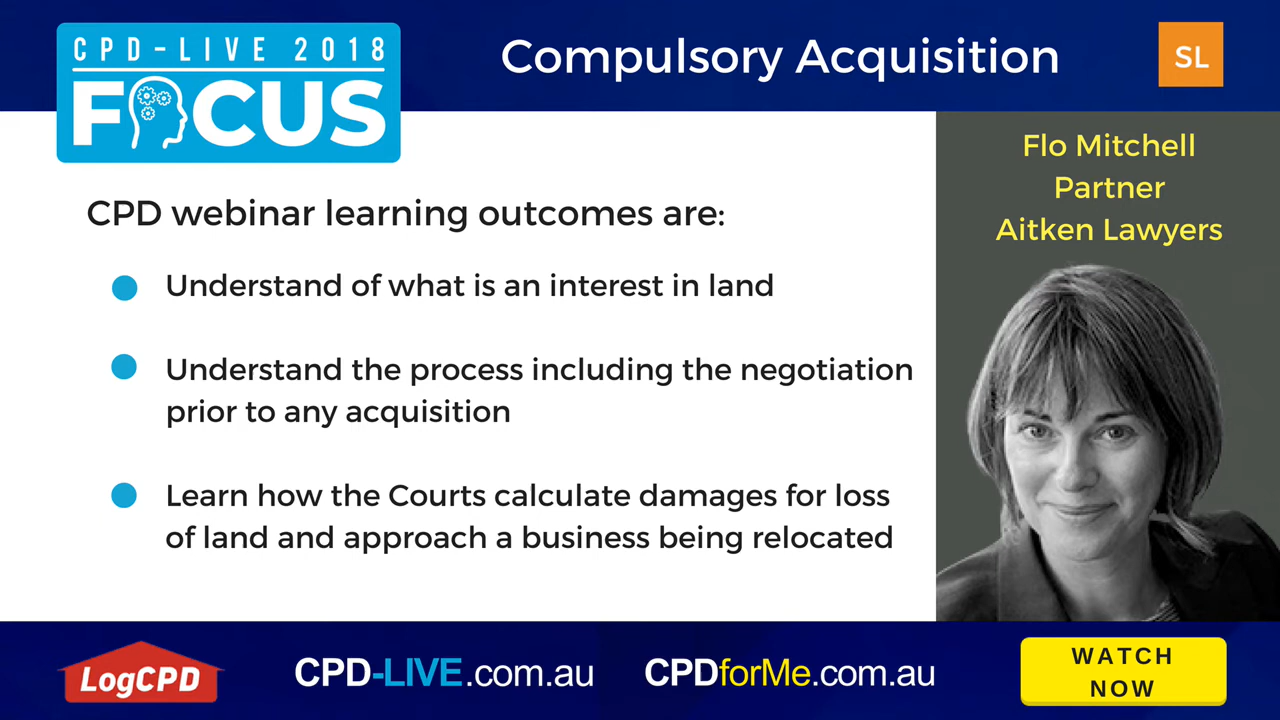 CPD-LIVE 2018
FOCUS
Compulsory Acquisition
SL
Flo Mitchell
Partner
Aitken Lawyers
CPD webinar learning outcomes are:
Understand of what is an interest in land
Understand the process including the negotiation
prior to any acquisition
Learn how the Courts calculate damages for loss
of land and approach a business being relocated
LogCPD
CPD-LIVE.com.au
CPDforMe.com.au
WATCH
NOW